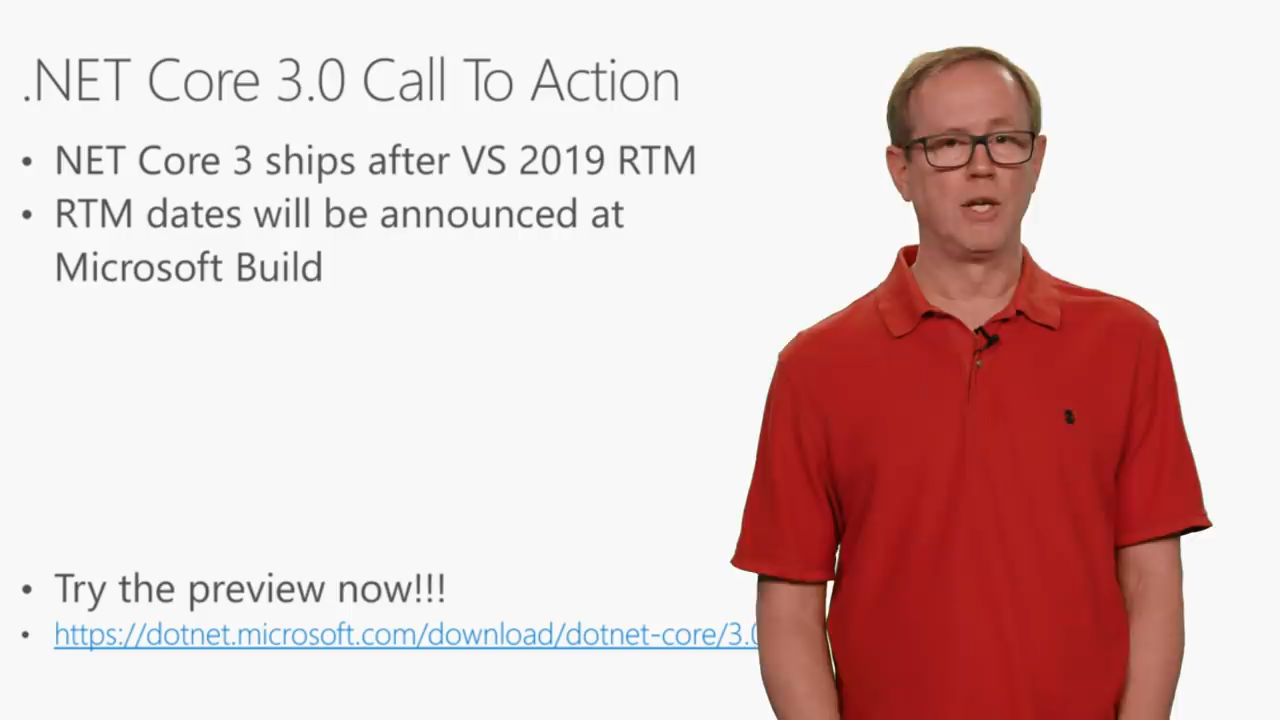 .NET Core 3.0 Call To Action
• NET Core 3 ships after VS 2019 RTM
• RTM dates will be announced at
Microsoft Build
• Try the preview now!!!
• https://dotnet.microsoft.com/download/dotnet-core/3.0